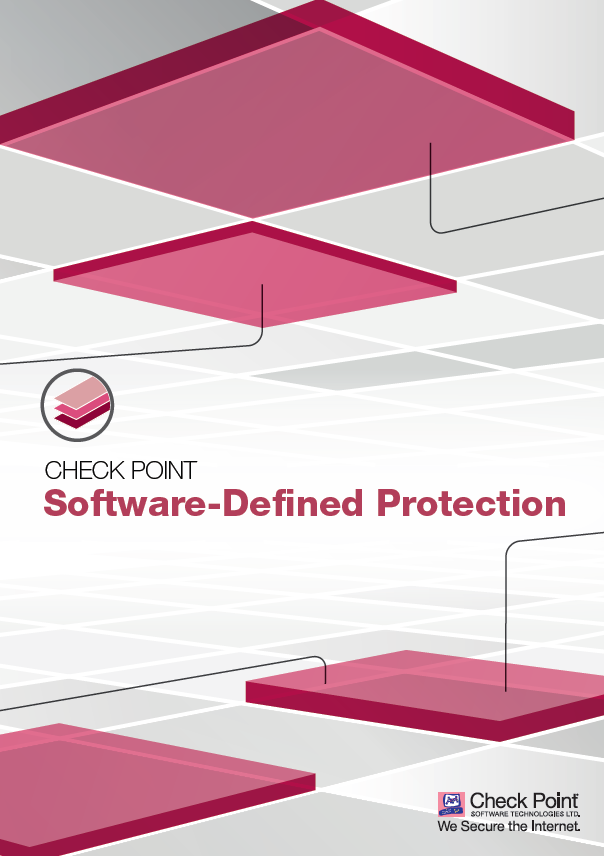 CHECK POINT
Software-Defined Protection
Check Point
SOFTWARE TECHNOLOGIES LTD.
We Secure the Internet.